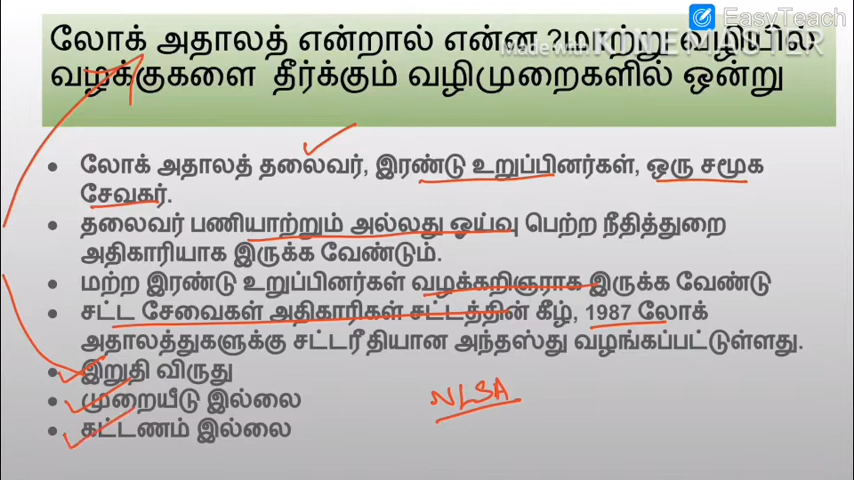 EasyTeach
Made with KINEMASTER
லோக் அதாலத் என்றால் என்ன ?மாற்று வழியில்
வழக்குகளை தீர்க்கும் வழிமுறைகளில் ஒன்று
• லோக் அதாலத் தலைவர், இரண்டு உறுப்பினர்கள், ஒரு சமூக
சேவகர்.
• தலைவர் பணியாற்றும் அல்லது ஓய்வு பெற்ற நீதித்துறை
அதிகாரியாக இருக்க வேண்டும்.
• மற்ற இரண்டு உறுப்பினர்கள் வழக்கறிஞராக இருக்க வேண்டு
• சட்ட சேவைகள் அதிகாரிகள் சட்டத்தின் கீழ், 1987 லோக்
அதாலத்துகளுக்கு சட்டரீதியான அந்தஸ்து வழங்கப்பட்டுள்ளது.
• இறுதி விருது
• முறையீடு இல்லை
• கட்டணம் இல்லை
NLSA